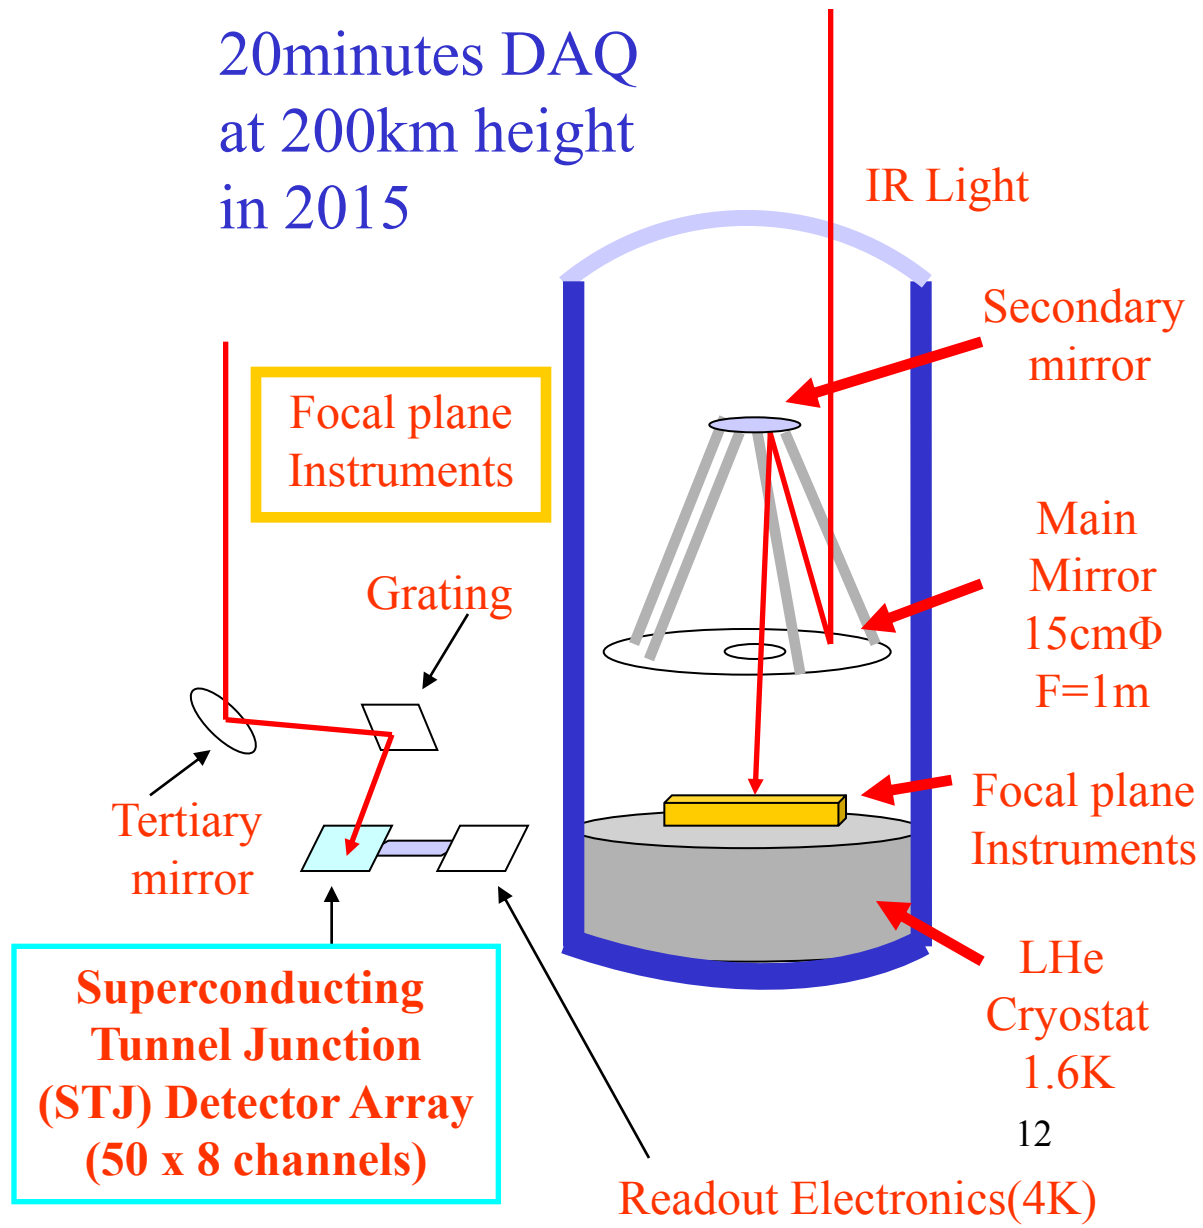 20minutes DAQ
at 200km height
in 2015
IR Light
Secondary
mirror
Focal plane
Instruments
Main
Mirror
15cmΦ
F=1m
Grating
Tertiary
mirror
Focal plane
Instruments
LHe
Cryostat
1.6K
Superconducting
Tunnel Junction
(STJ) Detector Array
(50 x 8 channels)
12
Readout Electronics(4K)